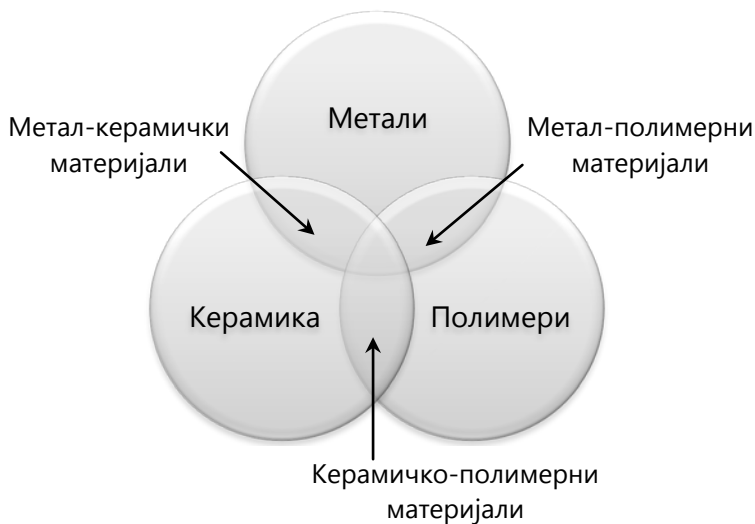 Метали
Метал-керамички
материјали
Метал-полимерни
материјали
Керамика
Полимери
Керамичко-полимерни
материјали